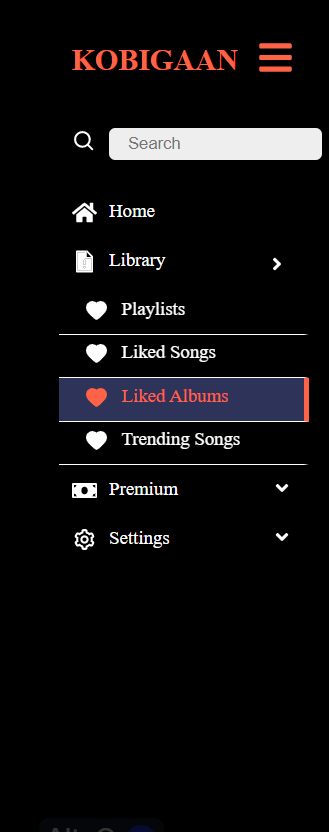 KOBIGAAN
Search
Home
Library
Playlists
Liked Songs
Liked Albums
Trending Songs
Premium
Settings